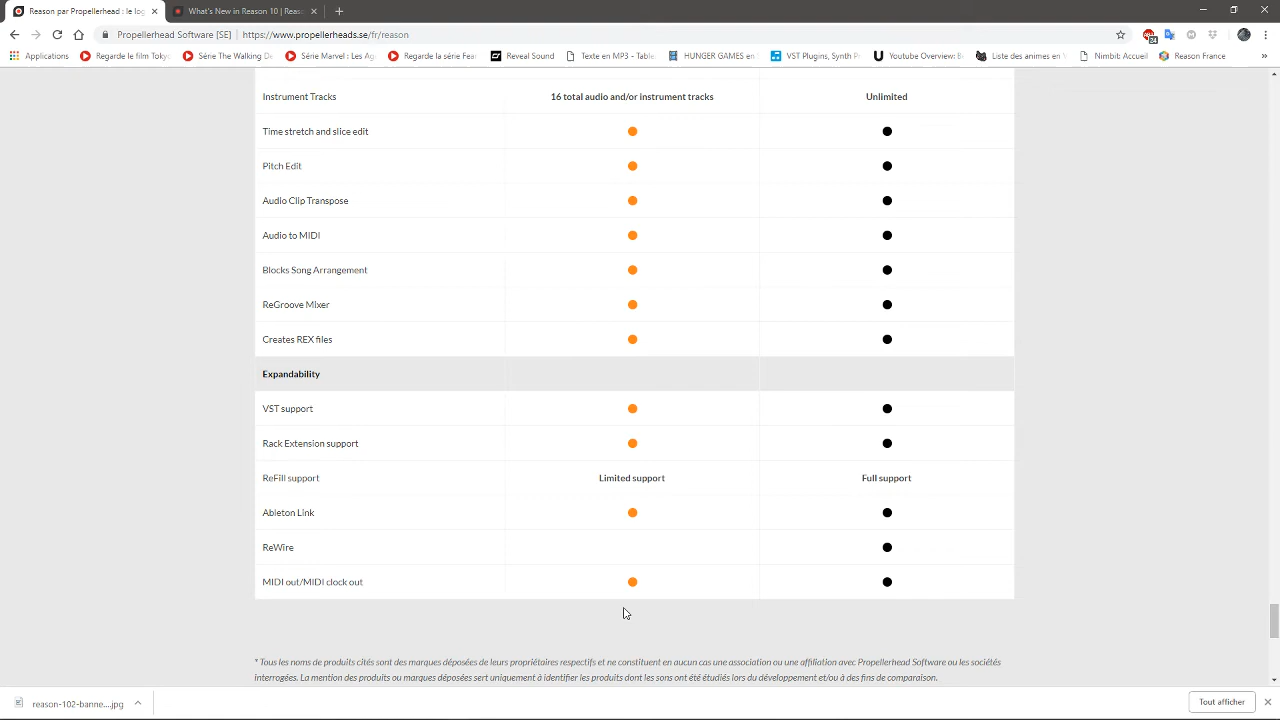 Reason par Propellerhead : le log
What's New in Reason 10 | Reaso
Propellerhead Software [SE] | https://www.propellerheads.se/fr/reason
24
Applications Regarde le film Tokyo Série The Walking De Série Marvel : Les Ag Regarde la série Fear Reveal Sound Texte en MP3 - Table HUNGER GAMES en VST Plugins, Synth P Youtube Overview: B Liste des animes en Nimbit: Accueil Reason France »
Instrument Tracks 16 total audio and/or instrument tracks Unlimited
Time stretch and slice edit
Pitch Edit
Audio Clip Transpose
Audio to MIDI
Blocks Song Arrangement
ReGroove Mixer
Creates REX files
Expandability
VST support
Rack Extension support
ReFill support Limited support Full support
Ableton Link
ReWire
MIDI out/MIDI clock out
* Tous les noms de produits cités sont des marques déposées de leurs propriétaires respectifs et ne constituent en aucun cas une association ou une affiliation avec Propellerhead Software ou les sociétés
interrogées. La mention des produits ou marques déposées sert uniquement à identifier les produits dont les sons ont été étudiés lors du développement et/ou à des fins de comparaison.
reason-102-banne....jpg
Tout afficher